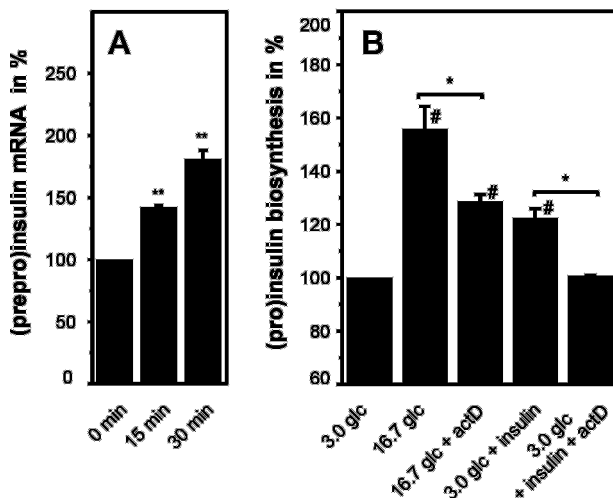 A
(prepro)insulin mRNA in %
250
200
150
100
50
0
**
**
0 min
15 min
30 min
B
(pro)insulin biosynthesis in %
200
180
160
140
120
100
80
60
*
#
#
*
#
3.0 glc
16.7 glc
16.7 glc + actD
3.0 glc + insulin
3.0 glc
+ insulin + actD